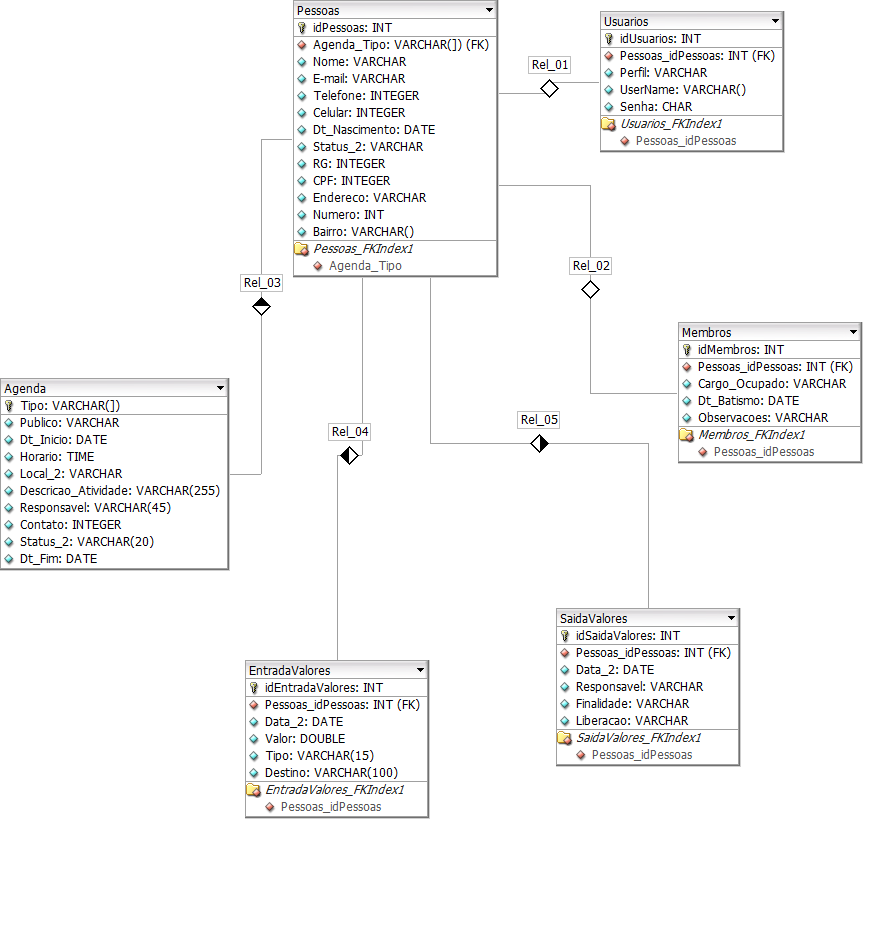 Pessoas
idPessoas: INT
Agenda_Tipo: VARCHAR(]) (FK)
Nome: VARCHAR
E-mail: VARCHAR
Telefone: INTEGER
Celular: INTEGER
Dt_Nascimento: DATE
Status_2: VARCHAR
RG: INTEGER
CPF: INTEGER
Endereco: VARCHAR
Numero: INT
Bairro: VARCHAR()
Pessoas_FKIndex1
Agenda_Tipo
Rel_01
Usuarios
idUsuarios: INT
Pessoas_idPessoas: INT (FK)
Perfil: VARCHAR
UserName: VARCHAR()
Senha: CHAR
Usuarios_FKIndex1
Pessoas_idPessoas
Rel_02
Rel_03
Membros
idMembros: INT
Pessoas_idPessoas: INT (FK)
Cargo_Ocupado: VARCHAR
Dt_Batismo: DATE
Observacoes: VARCHAR
Membros_FKIndex1
Pessoas_idPessoas
Agenda
Tipo: VARCHAR(])
Publico: VARCHAR
Dt_Inicio: DATE
Horario: TIME
Local_2: VARCHAR
Descricao_Atividade: VARCHAR(255)
Responsavel: VARCHAR(45)
Contato: INTEGER
Status_2: VARCHAR(20)
Dt_Fim: DATE
Rel_04
Rel_05
SaidaValores
idSaidaValores: INT
Pessoas_idPessoas: INT (FK)
Data_2: DATE
Responsavel: VARCHAR
Finalidade: VARCHAR
Liberacao: VARCHAR
SaidaValores_FKIndex1
Pessoas_idPessoas
EntradaValores
idEntradaValores: INT
Pessoas_idPessoas: INT (FK)
Data_2: DATE
Valor: DOUBLE
Tipo: VARCHAR(15)
Destino: VARCHAR(100)
EntradaValores_FKIndex1
Pessoas_idPessoas